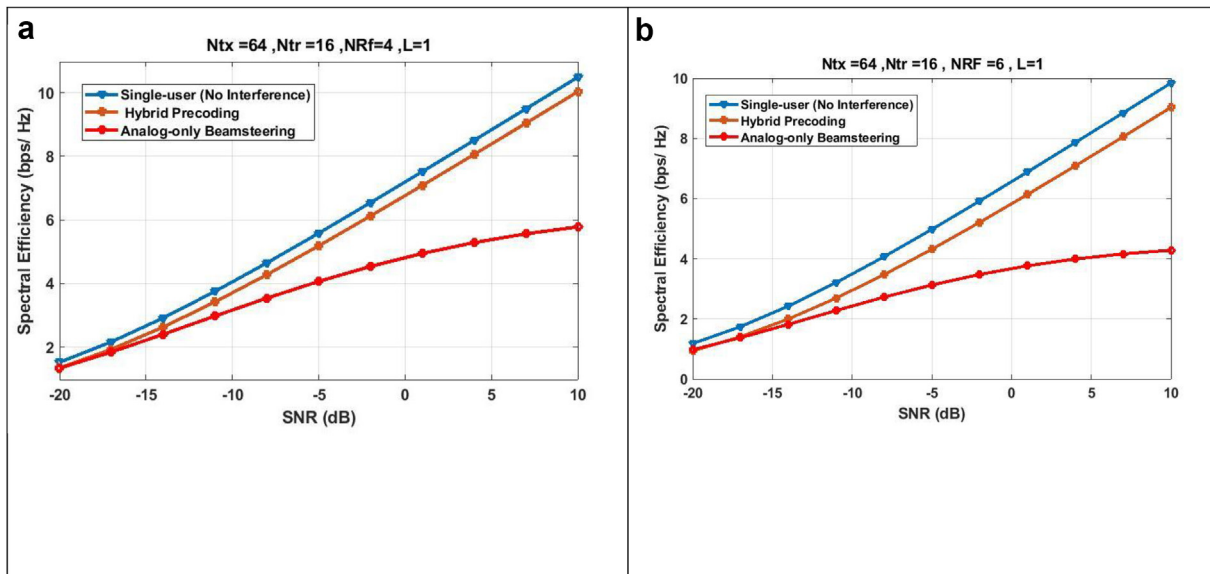 a
Ntx =64 ,Ntr =16 ,NRf=4 ,L=1
Single-user (No Interference)
Hybrid Precoding
Analog-only Beamsteering
Spectral Efficiency (bps/ Hz)
10
8
6
4
2
-20 -15 -10 -5 0 5 10
SNR (dB)
b
Ntx =64 ,Ntr =16 , NRF =6 , L=1
Single-user (No Interference)
Hybrid Precoding
Analog-only Beamsteering
Spectral Efficiency (bps/ Hz)
10
8
6
4
2
0
-20 -15 -10 -5 0 5 10
SNR (dB)